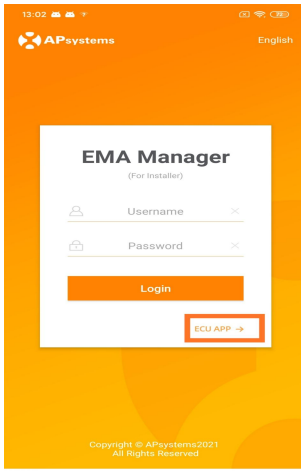 13:02
APsystems
English
EMA Manager
(For Installer)
Username
Password
Login
ECU APP →
Copyright © APsystems2021
All Rights Reserved